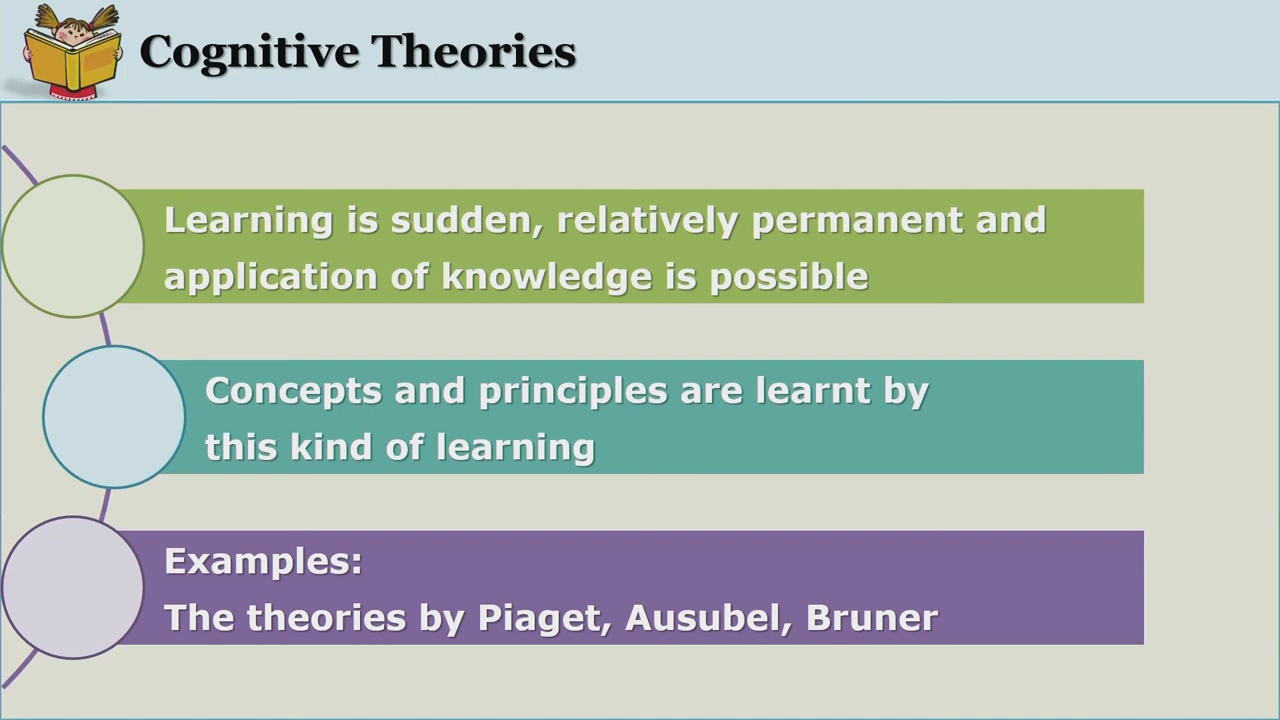 Cognitive Theories
Learning is sudden, relatively permanent and
application of knowledge is possible
Concepts and principles are learnt by
this kind of learning
Examples:
The theories by Piaget, Ausubel, Bruner